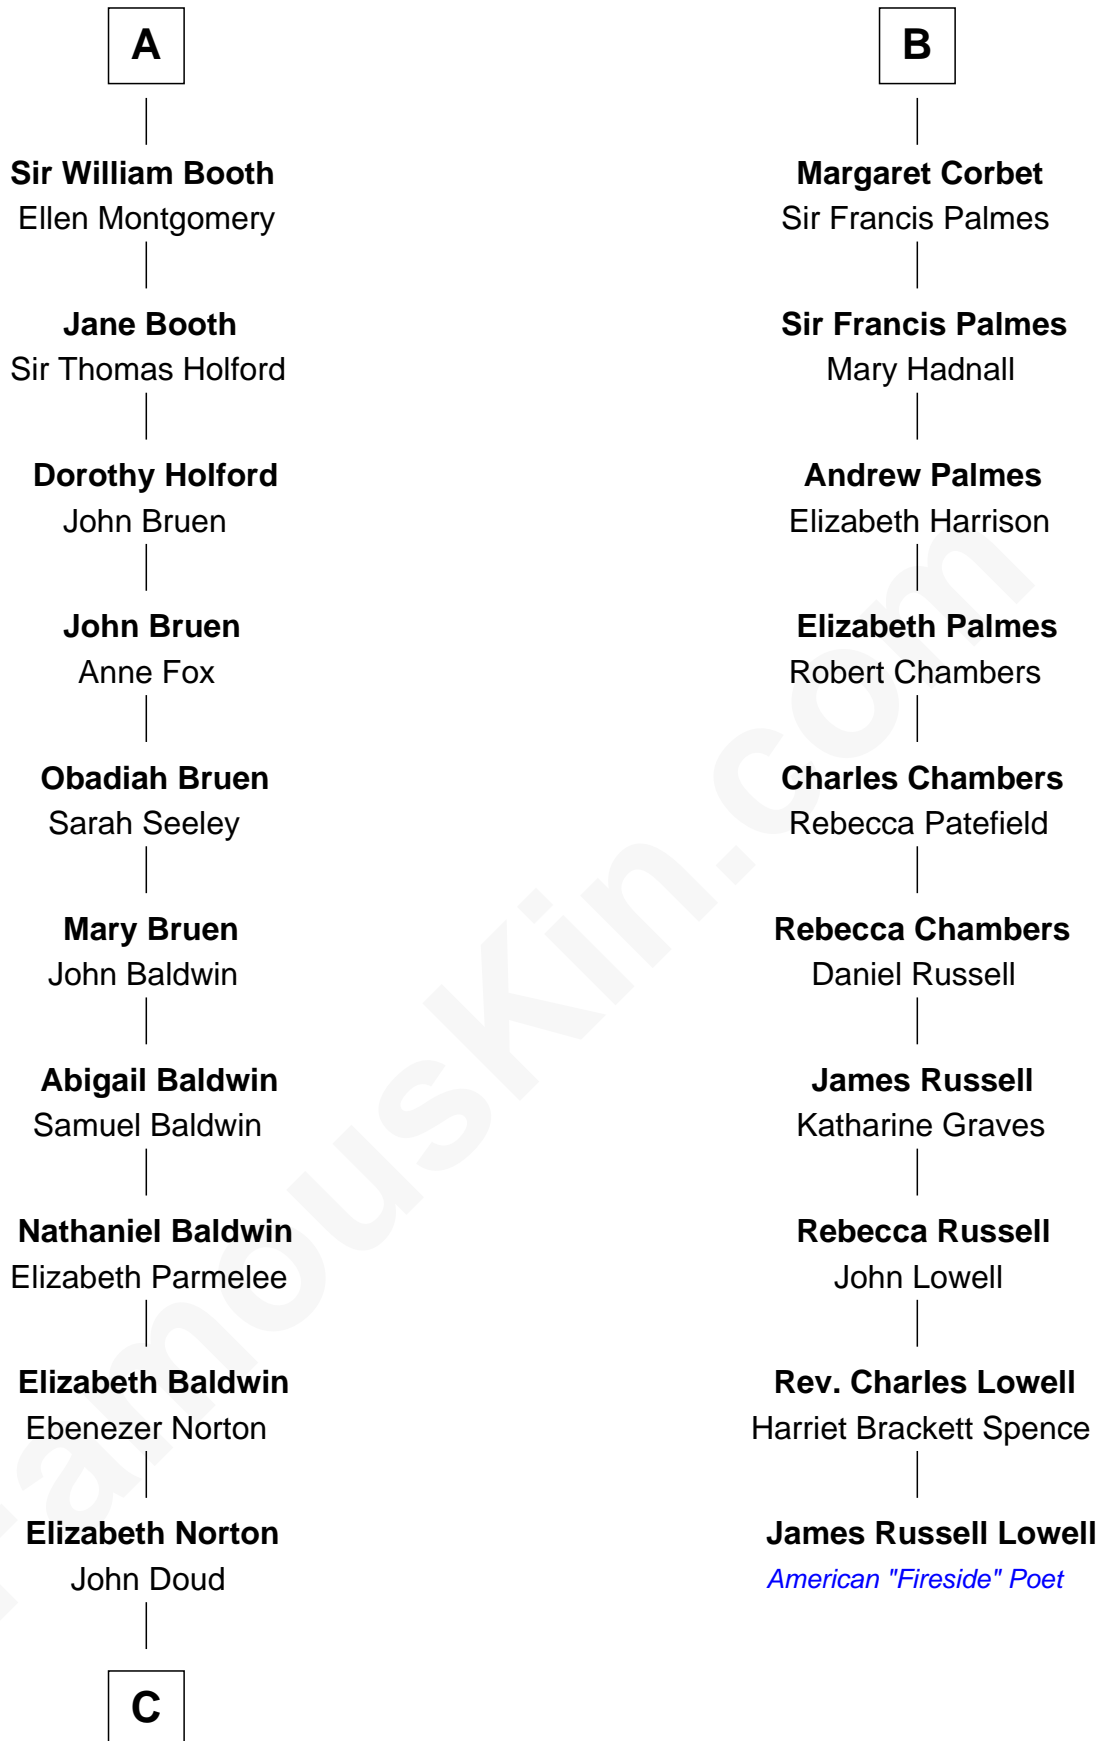 A
Sir William Booth
Ellen Montgomery
Jane Booth
Sir Thomas Holford
Dorothy Holford
John Bruen
John Bruen
Anne Fox
Obadiah Bruen
Sarah Seeley
Mary Bruen
John Baldwin
Abigail Baldwin
Samuel Baldwin
Nathaniel Baldwin
Elizabeth Parmelee
Elizabeth Baldwin
Ebenezer Norton
Elizabeth Norton
John Doud
C
B
Margaret Corbet
Sir Francis Palmes
Sir Francis Palmes
Mary Hadnall
Andrew Palmes
Elizabeth Harrison
Elizabeth Palmes
Robert Chambers
Charles Chambers
Rebecca Patefield
Rebecca Chambers
Daniel Russell
James Russell
Katharine Graves
Rebecca Russell
John Lowell
Rev. Charles Lowell
Harriet Brackett Spence
James Russell Lowell
American "Fireside" Poet
FamousKin.com